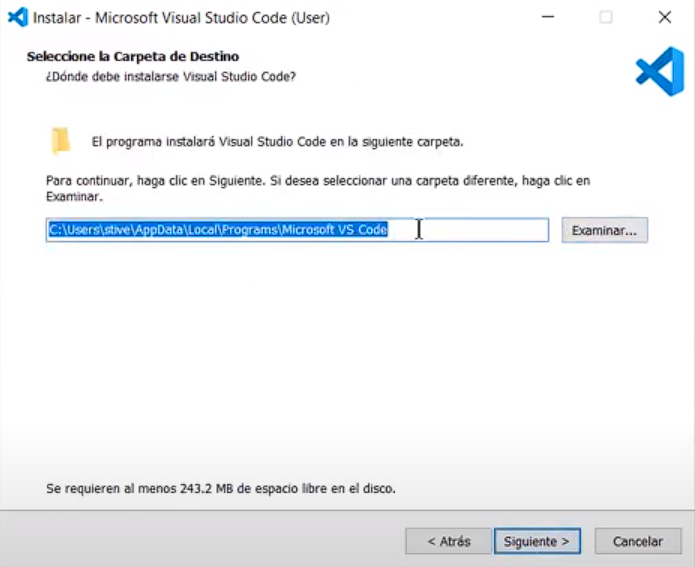 Instalar - Microsoft Visual Studio Code (User)
Seleccione la Carpeta de Destino
¿Dónde debe instalarse Visual Studio Code?
El programa instalará Visual Studio Code en la siguiente carpeta.
Para continuar, haga clic en Siguiente. Si desea seleccionar una carpeta diferente, haga clic en
Examinar.
C:\Users\stive\AppData\Local\Programs\Microsoft VS Code
Examinar...
Se requieren al menos 243.2 MB de espacio libre en el disco.
< Atrás
Siguiente >
Cancelar